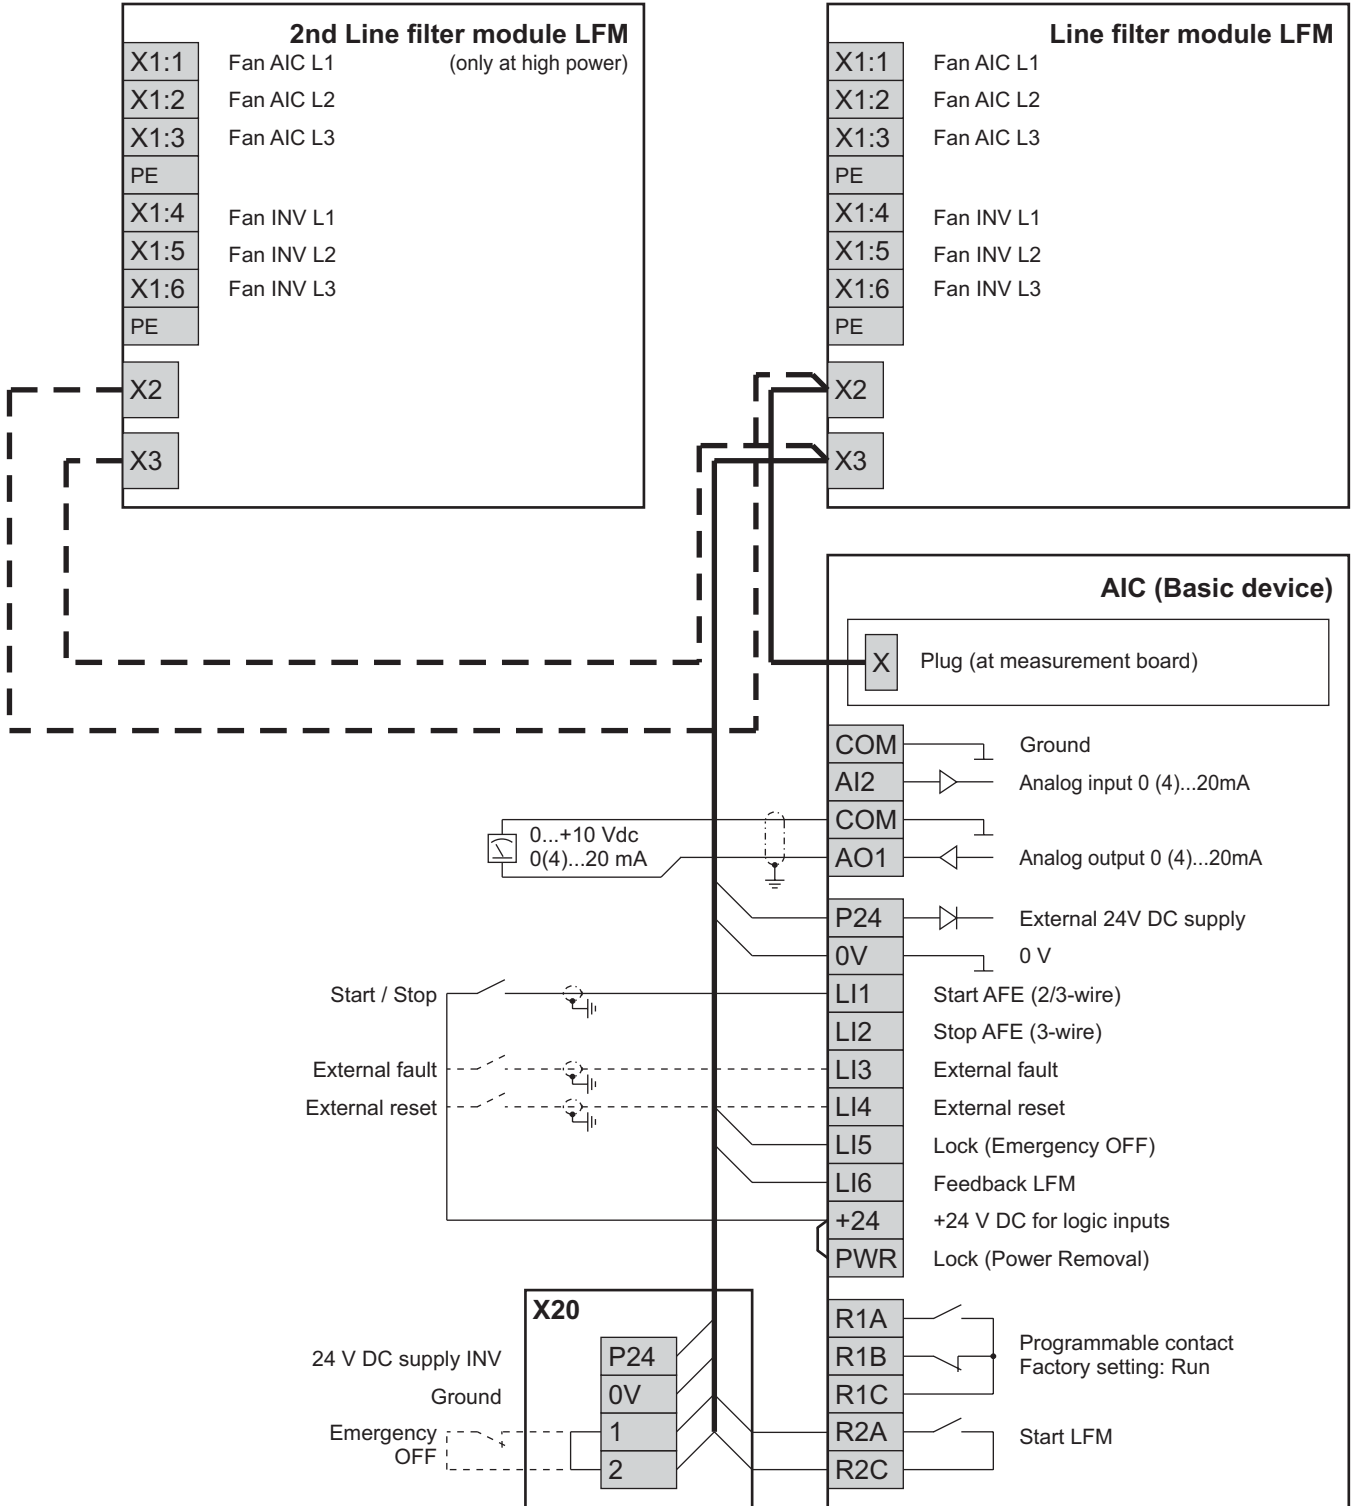 2nd Line filter module LFM
(only at high power)
X1:1 Fan AIC L1
X1:2 Fan AIC L2
X1:3 Fan AIC L3
PE
X1:4 Fan INV L1
X1:5 Fan INV L2
X1:6 Fan INV L3
PE
X2
X3
Line filter module LFM
X1:1 Fan AIC L1
X1:2 Fan AIC L2
X1:3 Fan AIC L3
PE
X1:4 Fan INV L1
X1:5 Fan INV L2
X1:6 Fan INV L3
PE
X2
X3
AIC (Basic device)
X Plug (at measurement board)
COM Ground
AI2 Analog input 0 (4)...20mA
COM
0...+10 Vdc
0(4)...20 mA
AO1 Analog output 0 (4)...20mA
P24 External 24V DC supply
0V 0 V
Start / Stop LI1 Start AFE (2/3-wire)
LI2 Stop AFE (3-wire)
External fault LI3 External fault
External reset LI4 External reset
LI5 Lock (Emergency OFF)
LI6 Feedback LFM
+24 +24 V DC for logic inputs
PWR Lock (Power Removal)
X20
24 V DC supply INV P24
Ground 0V
Emergency
OFF
1
2
R1A
R1B
R1C
Programmable contact
Factory setting: Run
R2A
R2C
Start LFM